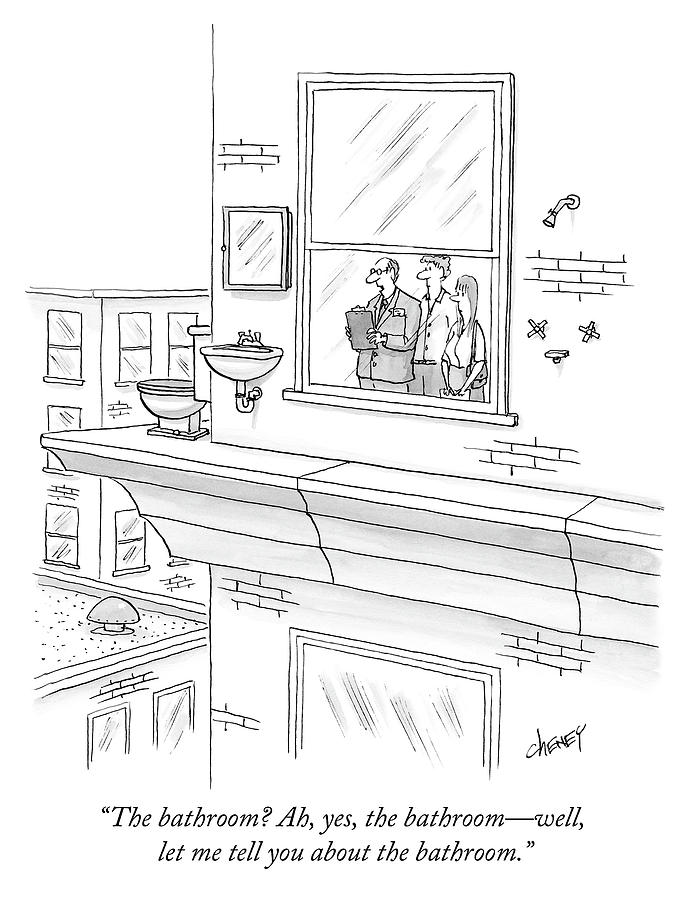 CHENEY
“The bathroom? Ah, yes, the bathroom—well,
let me tell you about the bathroom.”